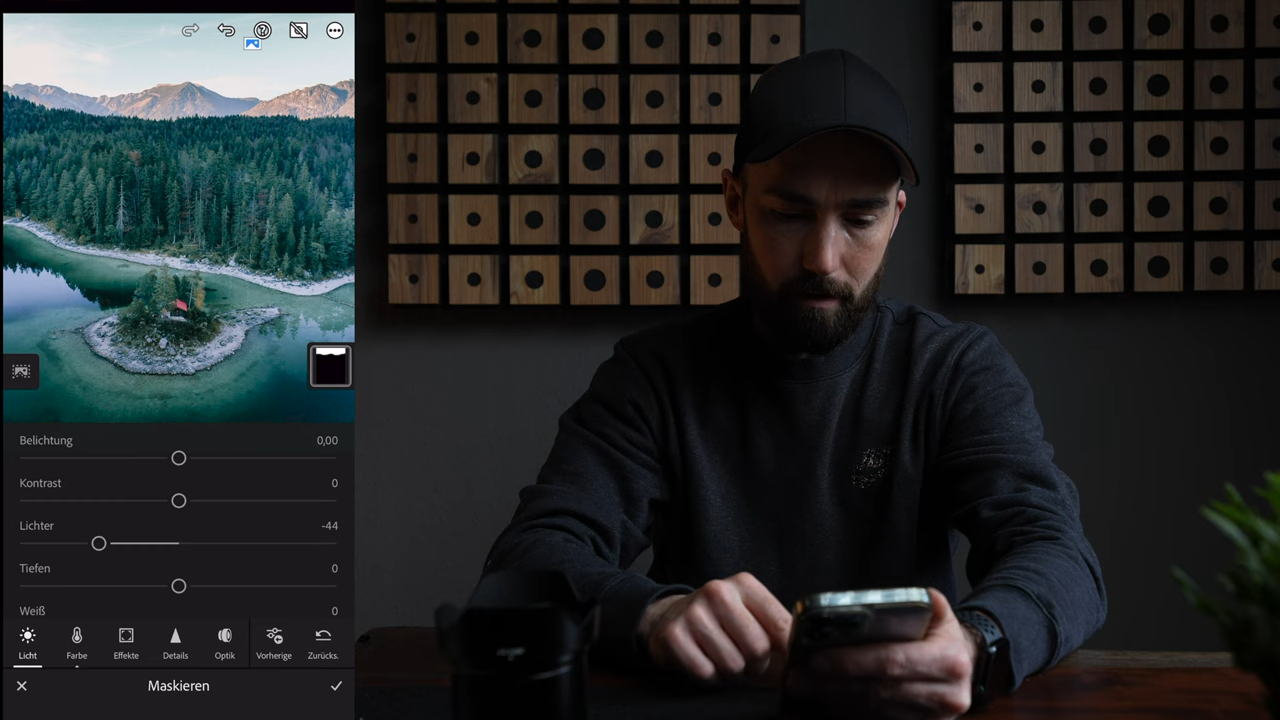 Belichtung 0,00
Kontrast 0
Lichter -44
Tiefen 0
Weiß 0
Licht Farbe Effekte Details Optik Vorherige Zurücks.
Maskieren